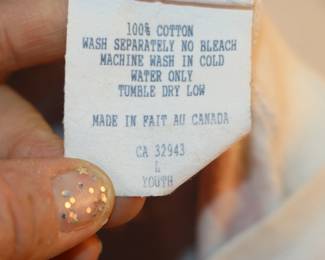 100% COTTON
WASH SEPARATELY NO BLEACH
MACHINE WASH IN COLD
WATER ONLY
TUMBLE DRY LOW
MADE IN FAIT AU CANADA
CA 32943
L
YOUTH